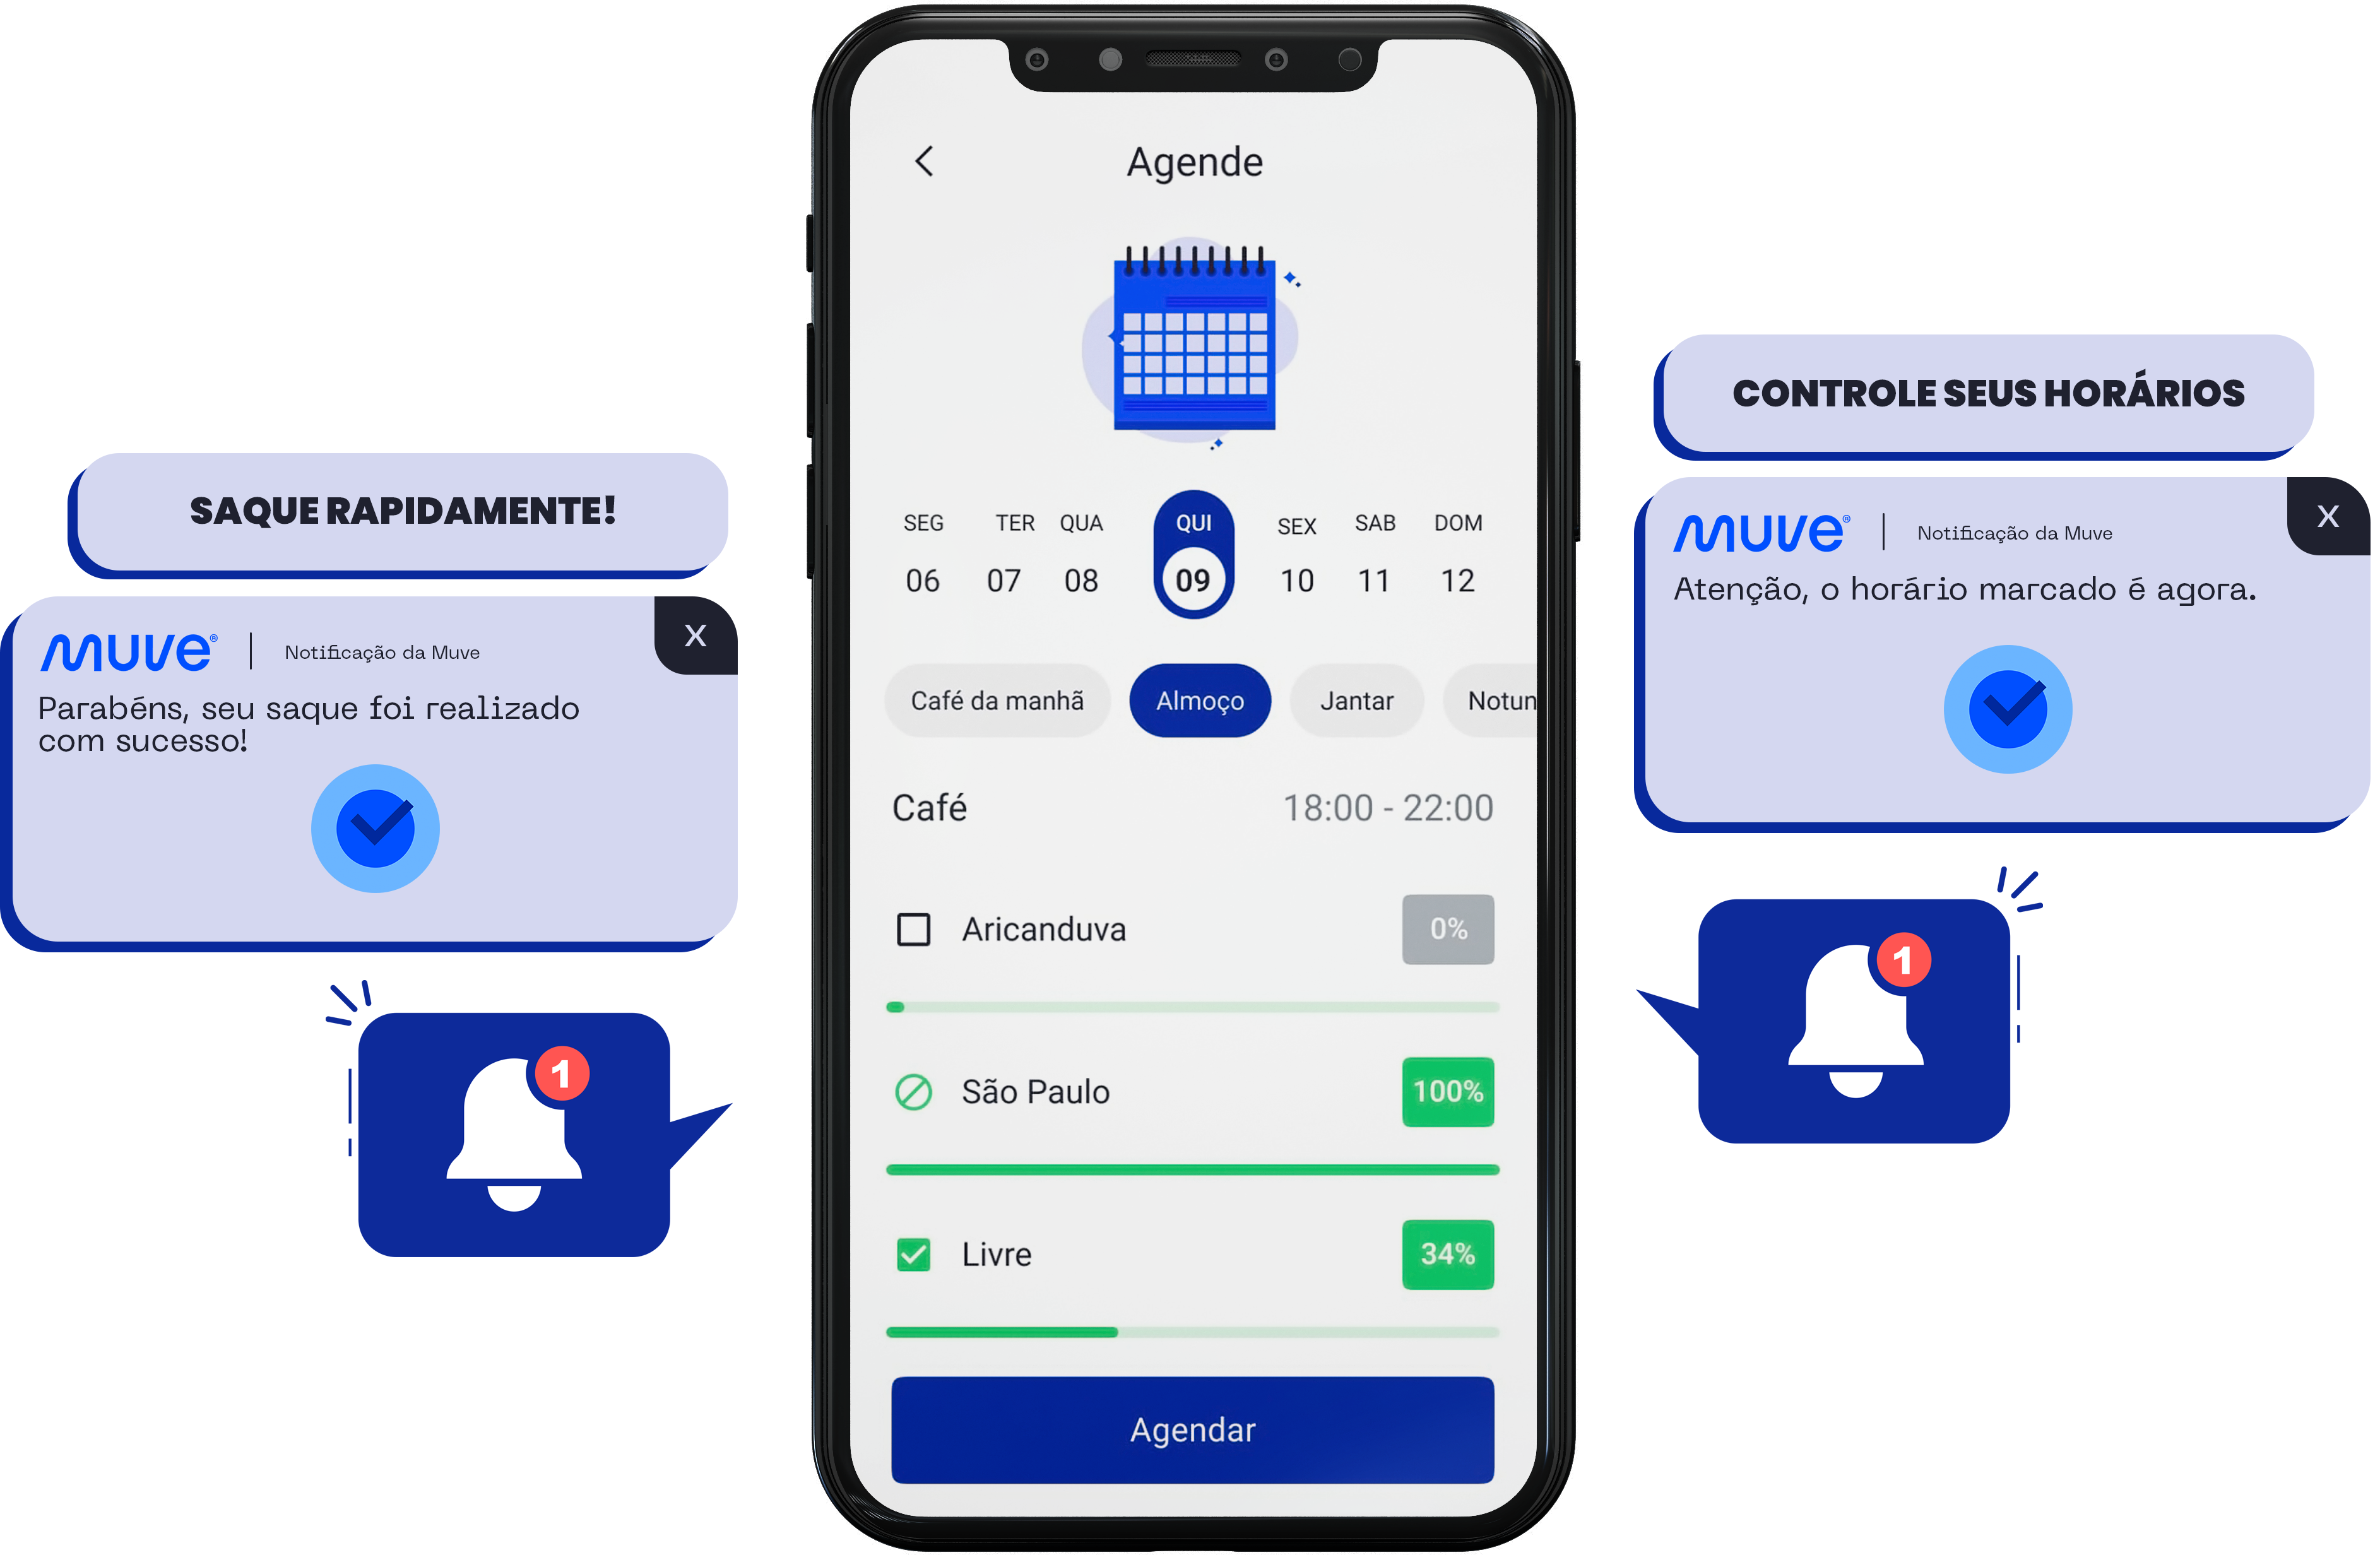 SAQUE RAPIDAMENTE!
muve®
Notificação da Muve
X
Parabéns, seu saque foi realizado
com sucesso!
1
Agende
SEG TER QUA QUI SEX SAB DOM
06 07 08 09 10 11 12
Café da manhã Almoço Jantar Notun
Café 18:00 - 22:00
Aricanduva 0%
São Paulo 100%
Livre 34%
Agendar
CONTROLE SEUS HORÁRIOS
muve®
Notificação da Muve
X
Atenção, o horário marcado é agora.
1